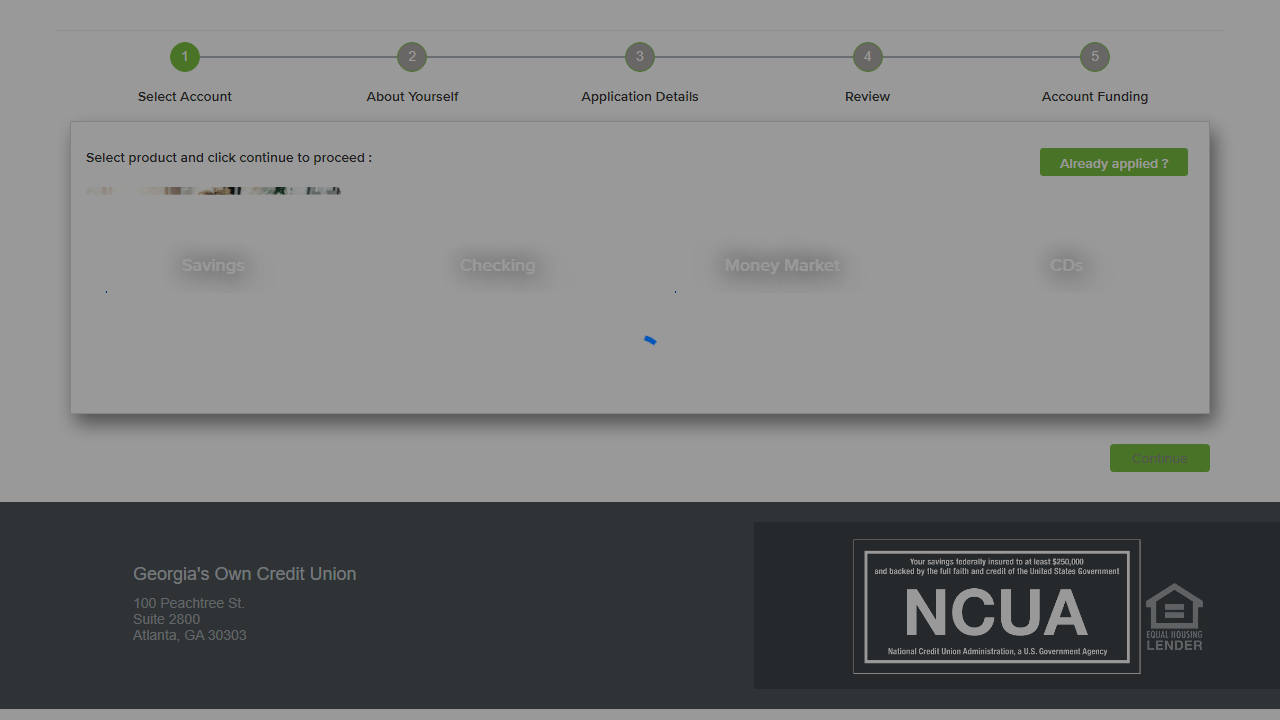 1
2
3
4
5
Select Account
About Yourself
Application Details
Review
Account Funding
Select product and click continue to proceed :
Already applied ?
Savings
Checking
Money Market
CDs
Continue
Georgia's Own Credit Union
100 Peachtree St.
Suite 2800
Atlanta, GA 30303
Your savings federally insured to at least $250,000
and backed by the full faith and credit of the United States Government
NCUA
National Credit Union Administration, a U.S. Government Agency
EQUAL HOUSING
LENDER